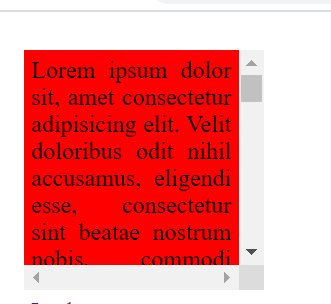 Lorem ipsum dolor
sit, amet consectetur
adipisicing elit. Velit
doloribus odit nihil
accusamus, eligendi
esse, consectetur
sint beatae nostrum
nobis, commodi